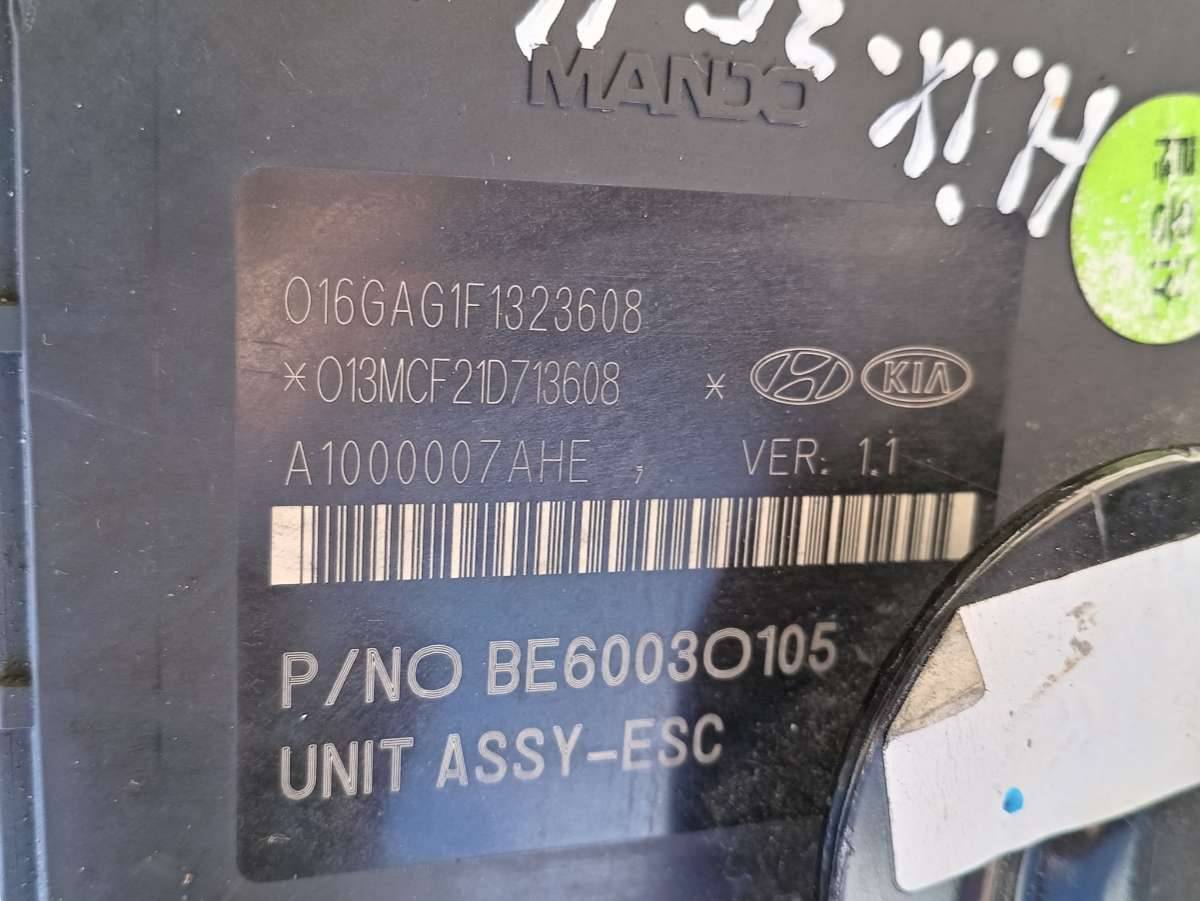 MANDO
016GAG1F1323608
*013MCF21D713608 * KIA
A1000007AHE , VER: 1.1
P/NO BE60030105
UNIT ASSY-ESC